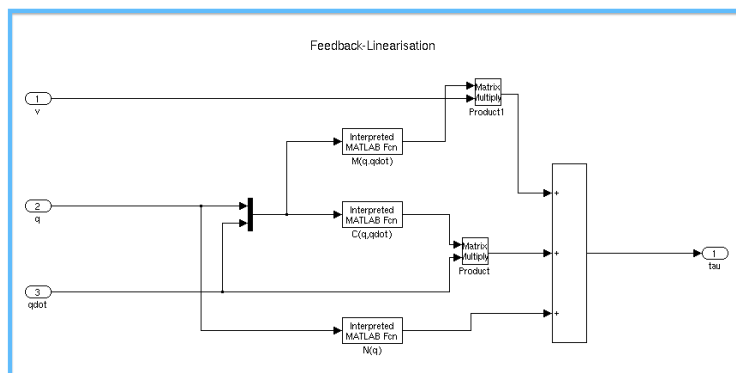 Feedback-Linearisation
1
v
Matrix
Multiply
Product1
Interpreted
MATLAB Fcn
M(q.qdot)
2
q
Interpreted
MATLAB Fcn
C(q,qdot)
Matrix
Multiply
Product
3
qdot
Interpreted
MATLAB Fcn
N(q)
+
+
+
1
tau